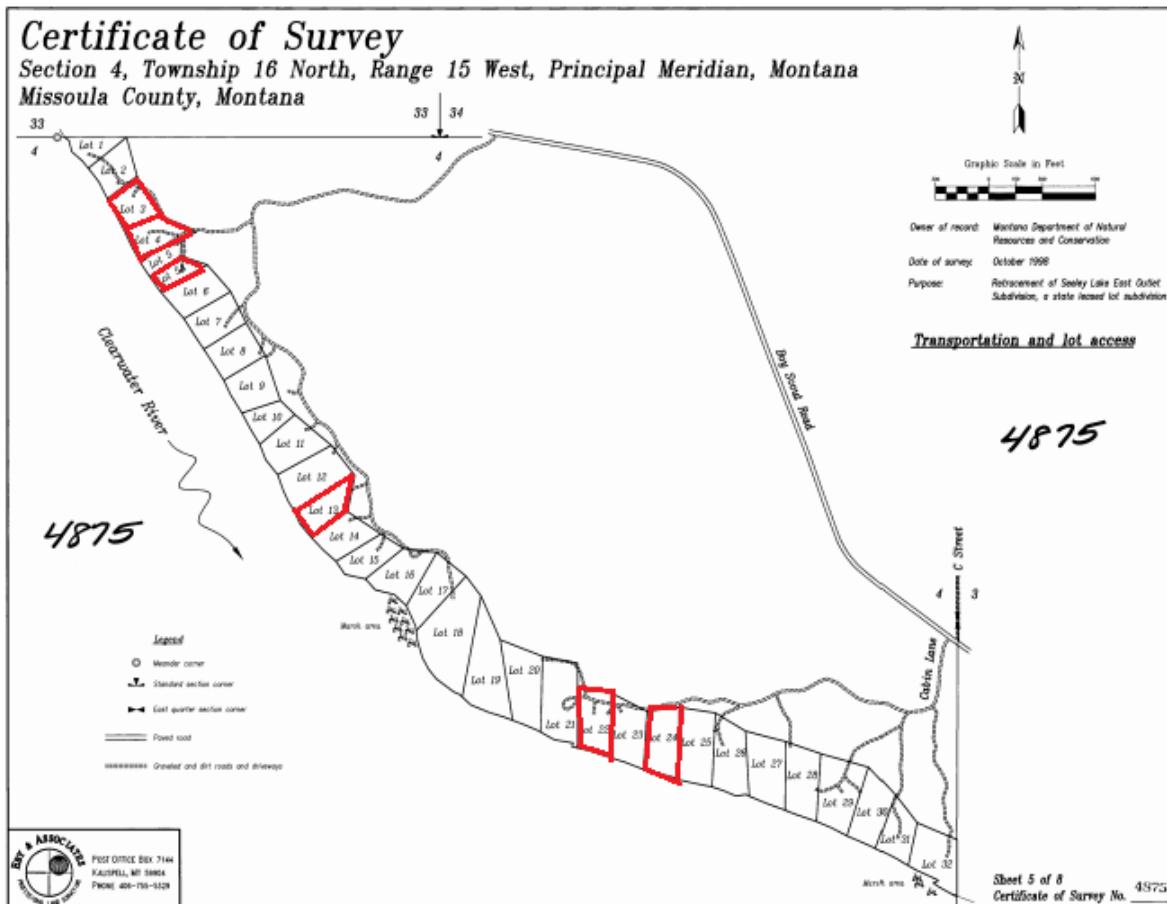 Certificate of Survey
Section 4, Township 16 North, Range 15 West, Principal Meridian, Montana
Missoula County, Montana
N
33
4
33 34
4
Graphic Scale in Feet
Owner of record: Montana Department of Natural
Resources and Conservation
Date of survey: October 1998
Purpose: Retracement of Seeley Lake East Outlet
Subdivision, a state leased lot subdivision
Transportation and lot access
4875
4875
Clearwater River
Boy Scout Road
C Street
4 3
Cabin Lane
Lot 1
Lot 2
Lot 3
Lot 4
Lot 5
Lot 6
Lot 7
Lot 8
Lot 9
Lot 10
Lot 11
Lot 12
Lot 13
Lot 14
Lot 15
Lot 16
Lot 17
Lot 18
Lot 19
Lot 20
Lot 21
Lot 22
Lot 23
Lot 24
Lot 25
Lot 26
Lot 27
Lot 28
Lot 29
Lot 30
Lot 31
Lot 32
Marsh area
Marsh area
Legend
Meander corner
Standard section corner
East quarter section corner
Paved road
Graveled and dirt roads and driveways
& ASSOCIATES
POST OFFICE BOX 7144
KALISPELL, MT 59904
PHONE 406-755-5329
Sheet 5 of 8
Certificate of Survey No. 4875